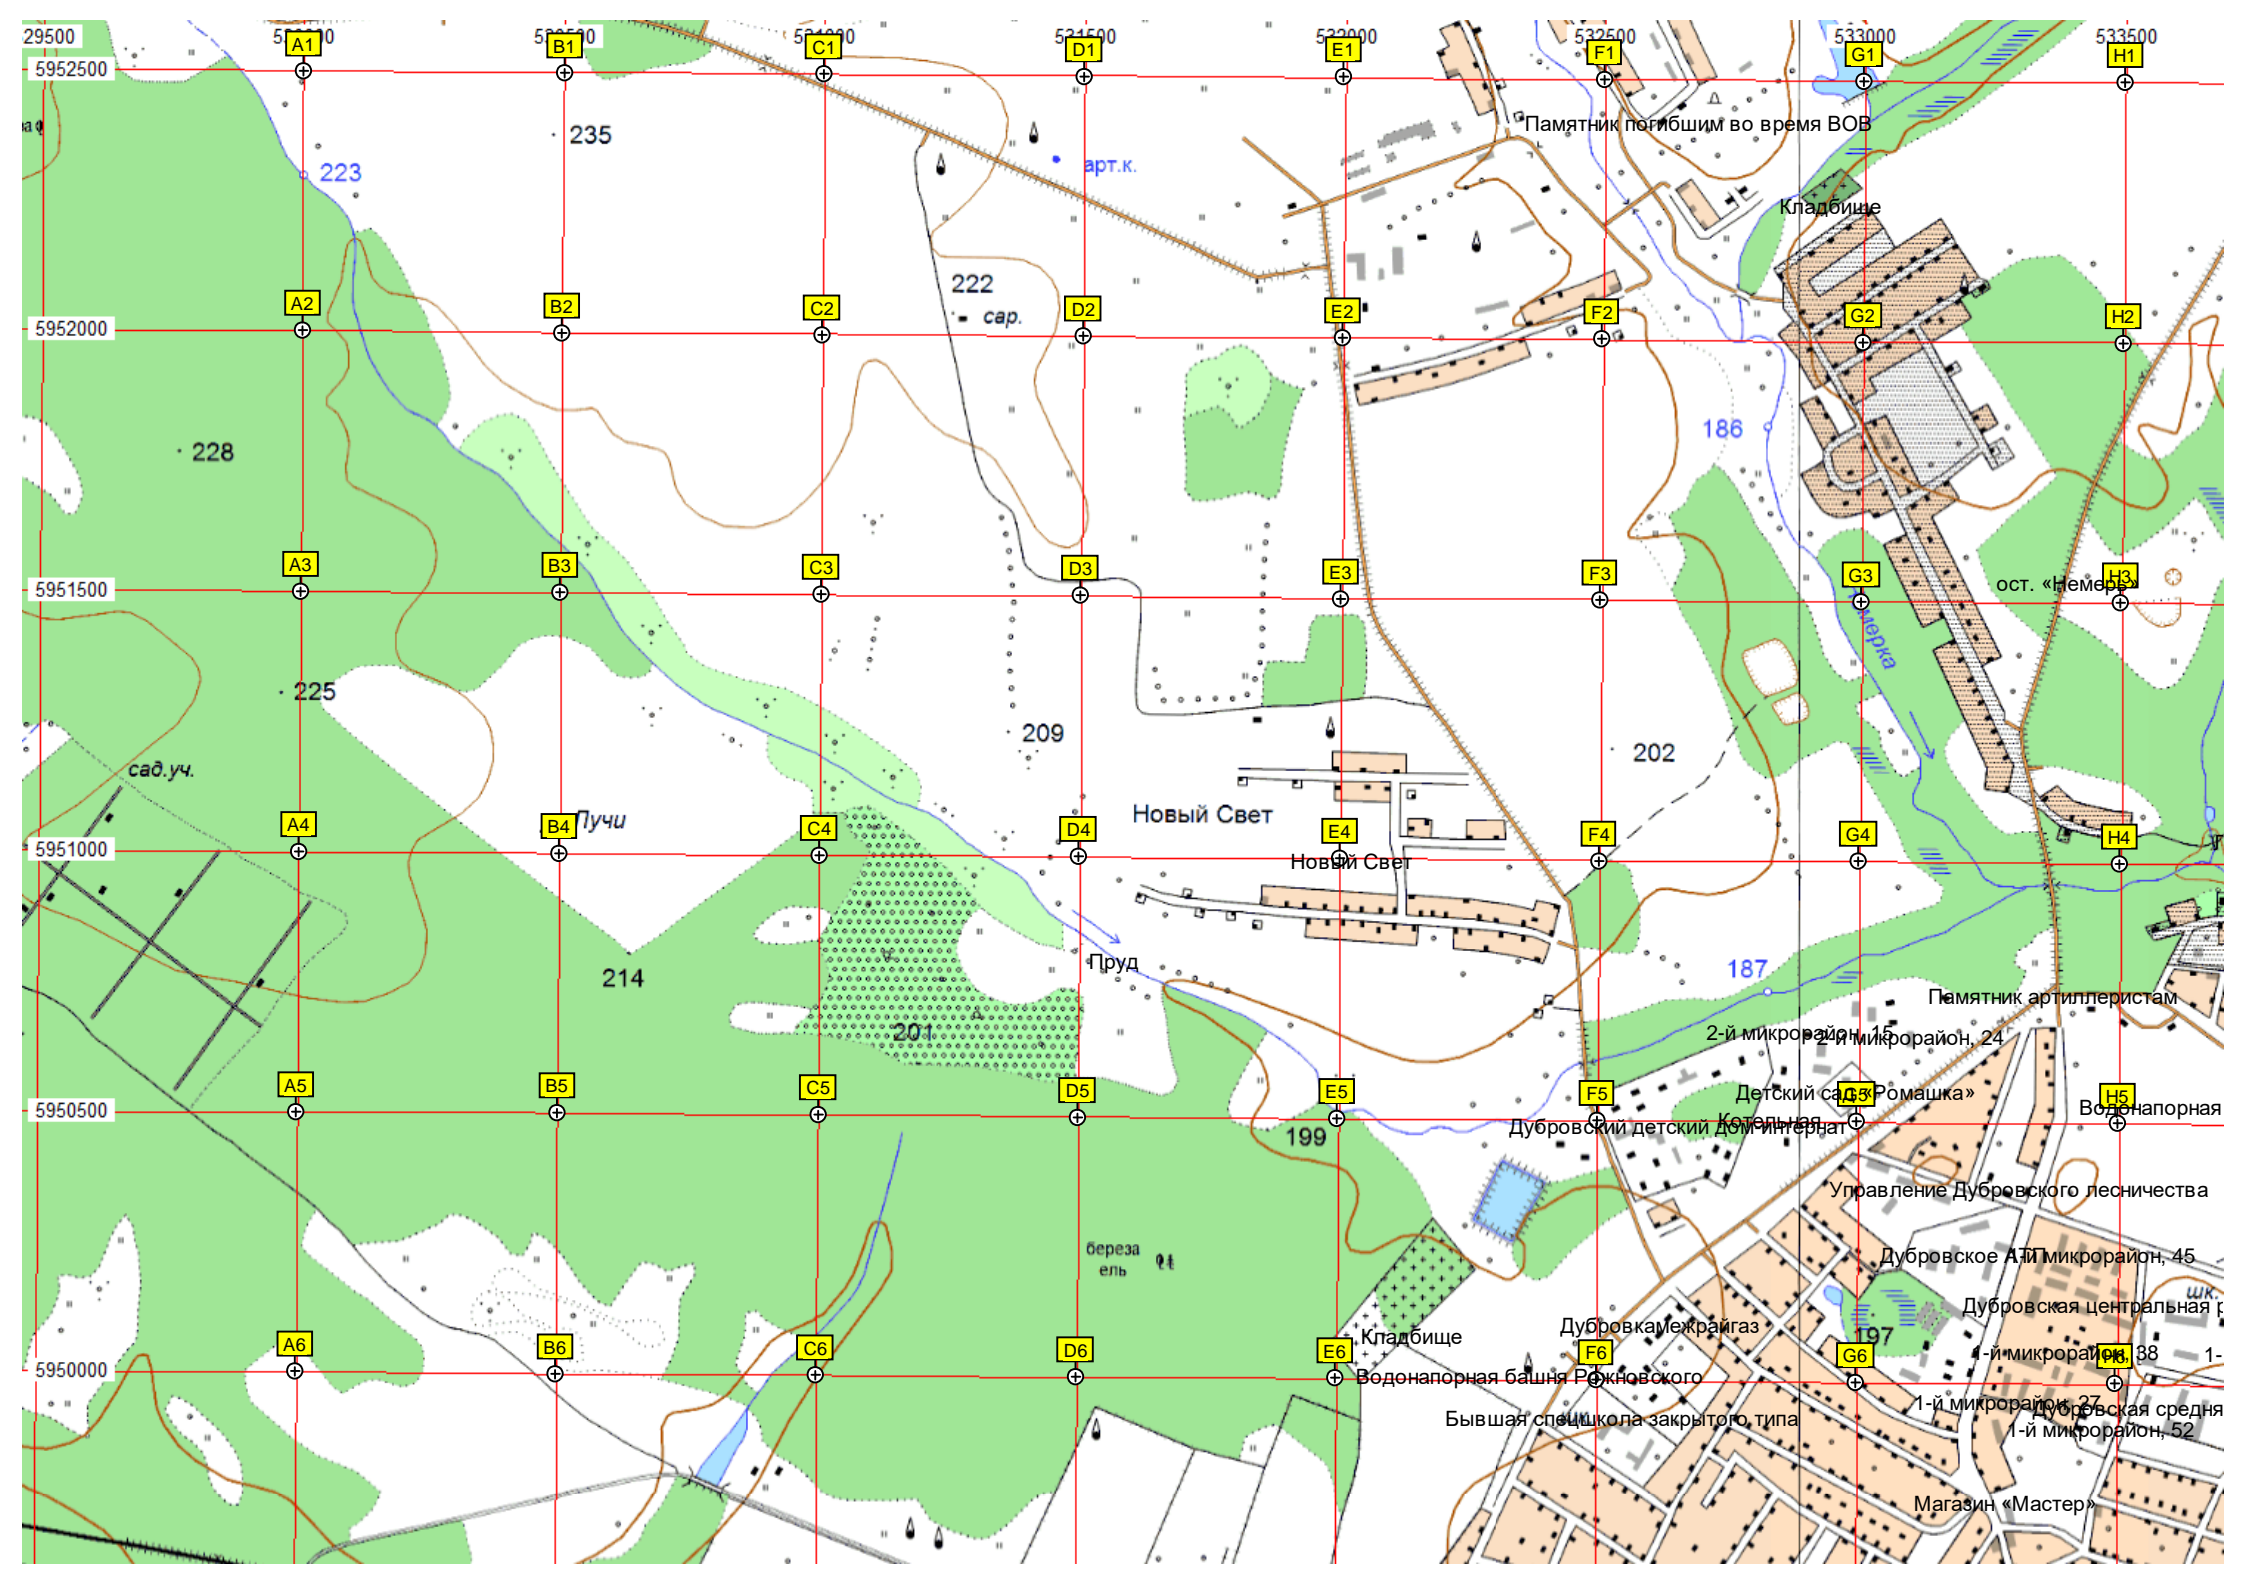 29500
A1
B1
C1
D1
E1
532000
F1
532500
G1
533000
H1
533500
5952500
235
Памятник погибшим во время ВОВ
223
арт.к.
Кладбище
222
сар.
A2
B2
C2
D2
E2
F2
G2
H2
5952000
186
228
A3
B3
C3
D3
E3
F3
G3
H3
ост. «Немерь»
5951500
225
209
202
сад.уч.
Новый Свет
A4
B4
Лучи
C4
D4
E4
F4
G4
H4
5951000
Новый Свет
214
Пруд
187
Памятник артиллеристам
201
2-й микрорайон, 15
2-й микрорайон, 24
A5
B5
C5
D5
E5
F5
Детский сад «Ромашка»
G5
H5
Водонапорная
5950500
199
Дубровский детский дом-интернат
Котельная
Управление Дубровского лесничества
береза
ель
Дубровское АТП
1-й микрорайон, 45
шк.
Дубровская центральная р
Дубровкамежрайгаз
197
Кладбище
A6
B6
C6
D6
E6
F6
G6
1-й микрорайон, 38
H6
1-
5950000
Водонапорная башня Рожновского
Бывшая спецшкола закрытого типа
1-й микрорайон, 27
Дубровская средня
1-й микрорайон, 52
Магазин «Мастер»